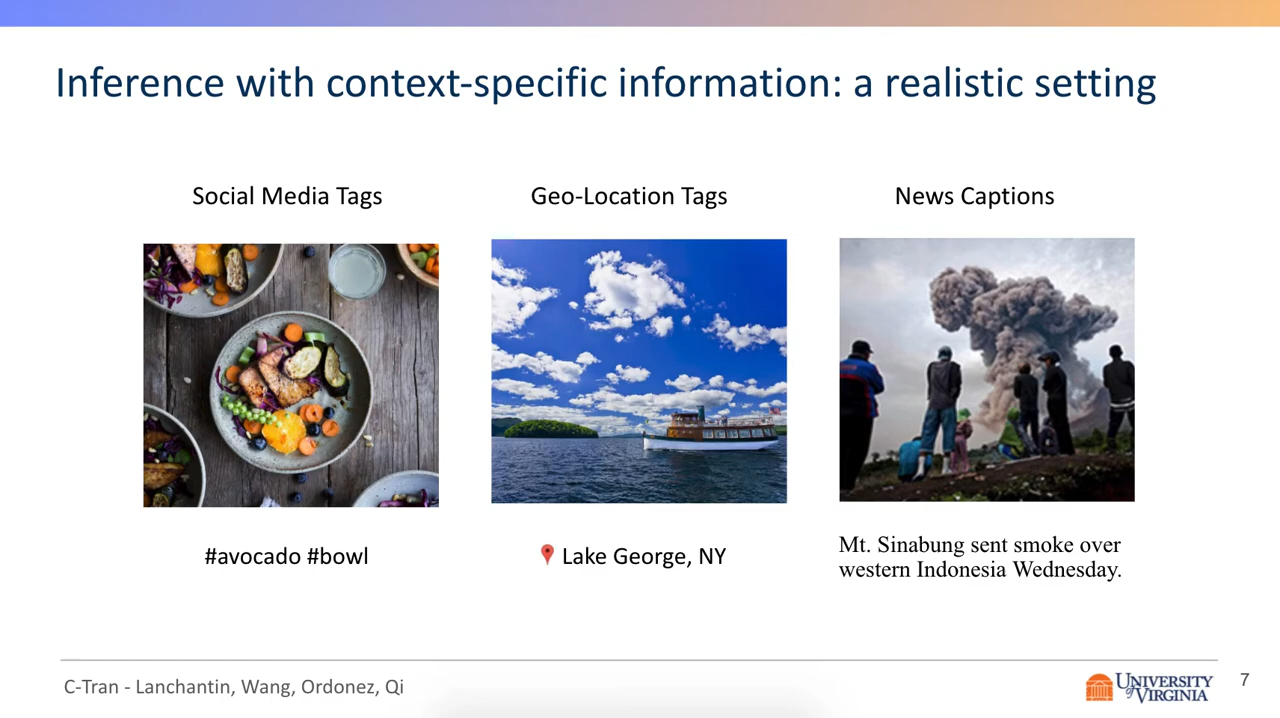 Inference with context-specific information: a realistic setting
Social Media Tags
Geo-Location Tags
News Captions
#avocado #bowl
Lake George, NY
Mt. Sinabung sent smoke over
western Indonesia Wednesday.
C-Tran - Lanchantin, Wang, Ordonez, Qi
UNIVERSITY
of VIRGINIA
7